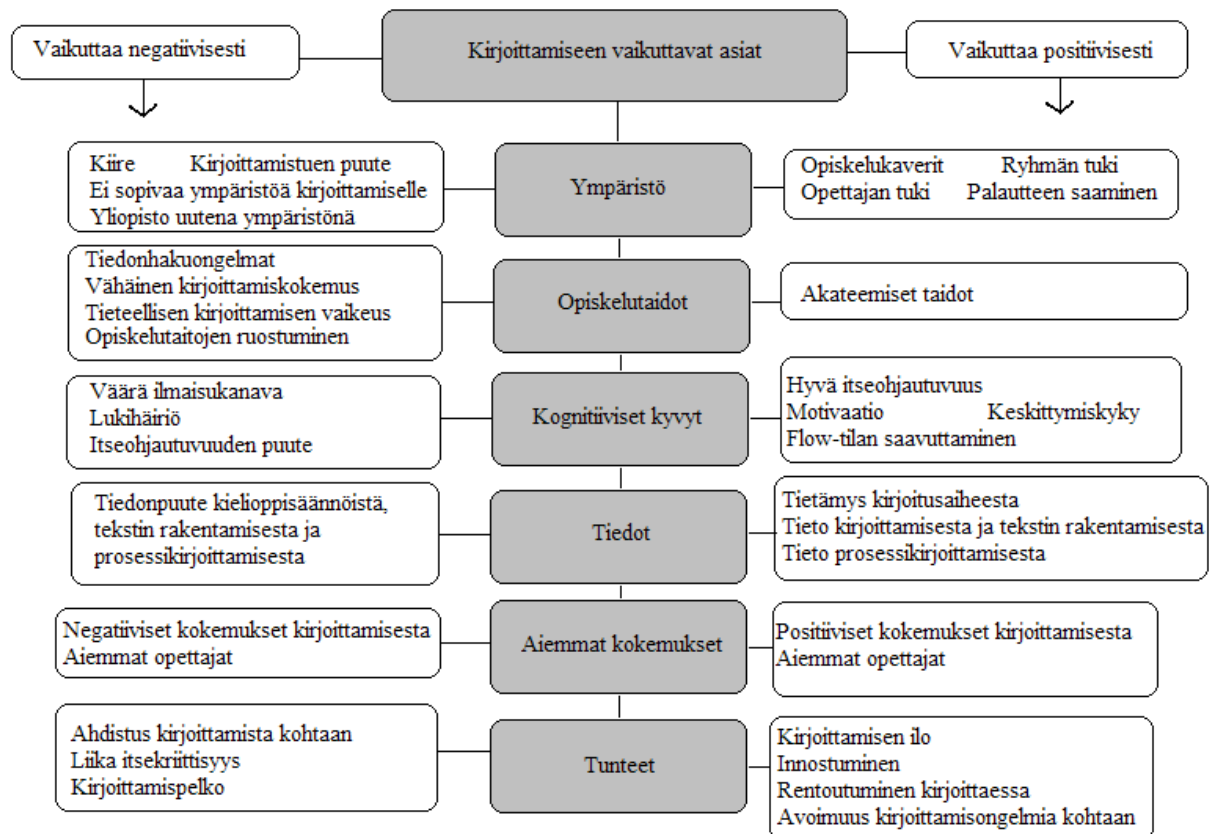 Vaikuttaa negatiivisesti
Kirjoittamiseen vaikuttavat asiat
Vaikuttaa positiivisesti
Kiire Kirjoittamistuen puute
Ei sopivaa ympäristöä kirjoittamiselle
Yliopisto uutena ympäristönä
Ympäristö
Opiskelukaverit Ryhmän tuki
Opettajan tuki Palautteen saaminen
Tiedonhakuongelmat
Vähäinen kirjoittamiskokemus
Tieteellisen kirjoittamisen vaikeus
Opiskelutaitojen ruostuminen
Opiskelutaidot
Akateemiset taidot
Väärä ilmaisukanava
Lukihäiriö
Itseohjautuvuuden puute
Kognitiiviset kyvyt
Hyvä itseohjautuvuus
Motivaatio Keskittymiskyky
Flow-tilan saavuttaminen
Tiedonpuute kielioppisäännöistä,
tekstin rakentamisesta ja
prosessikirjoittamisesta
Tiedot
Tietämys kirjoitusaiheesta
Tieto kirjoittamisesta ja tekstin rakentamisesta
Tieto prosessikirjoittamisesta
Negatiiviset kokemukset kirjoittamisesta
Aiemmat opettajat
Aiemmat kokemukset
Positiiviset kokemukset kirjoittamisesta
Aiemmat opettajat
Ahdistus kirjoittamista kohtaan
Liika itsekriittisyys
Kirjoittamispelko
Tunteet
Kirjoittamisen ilo
Innostuminen
Rentoutuminen kirjoittaessa
Avoimuus kirjoittamisongelmia kohtaan